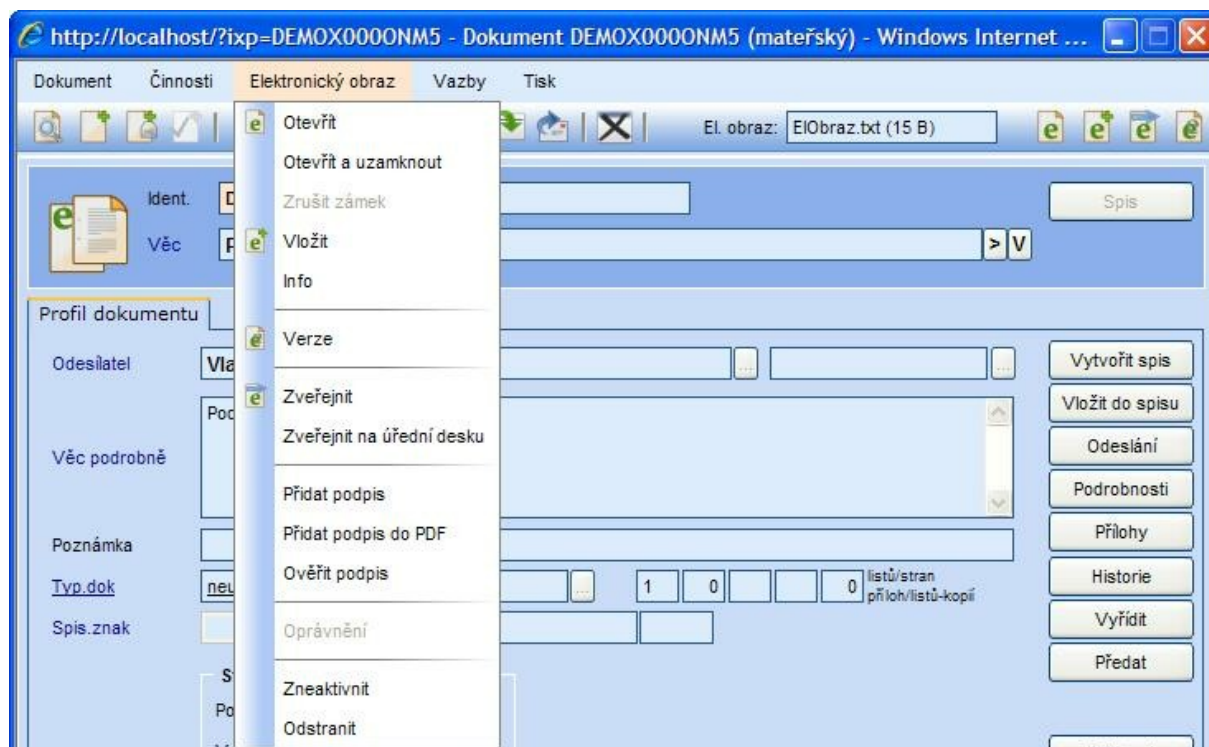 http://localhost/?ixp=DEMOX000ONM5 - Dokument DEMOX000ONM5 (mateřský) - Windows Internet ...
Dokument Činnosti Elektronický obraz Vazby Tisk
El. obraz: ElObraz.txt (15 B)
Otevřít
Otevřít a uzamknout
Zrušit zámek
Vložit
Info
Verze
Zveřejnit
Zveřejnit na úřední desku
Přidat podpis
Přidat podpis do PDF
Ověřit podpis
Oprávnění
Zneaktivnit
Odstranit
Ident.
Spis
Věc
> V
Profil dokumentu
Odesílatel Vla ... ...
Věc podrobně
Poznámka
Typ.dok neu ... 1 0 0 listů/stran
příloh/listů-kopií
Spis.znak
Vytvořit spis
Vložit do spisu
Odeslání
Podrobnosti
Přílohy
Historie
Vyřídit
Předat